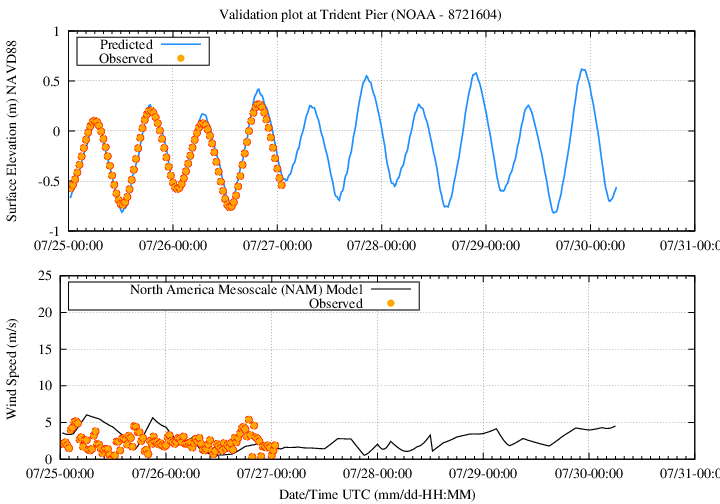 Validation plot at Trident Pier (NOAA - 8721604)
Surface Elevation (m) NAVD88
1
0.5
0
-0.5
-1
Predicted
Observed
07/25-00:00 07/26-00:00 07/27-00:00 07/28-00:00 07/29-00:00 07/30-00:00 07/31-00:00
Wind Speed (m/s)
25
20
15
10
5
0
North America Mesoscale (NAM) Model
Observed
07/25-00:00 07/26-00:00 07/27-00:00 07/28-00:00 07/29-00:00 07/30-00:00 07/31-00:00
Date/Time UTC (mm/dd-HH:MM)